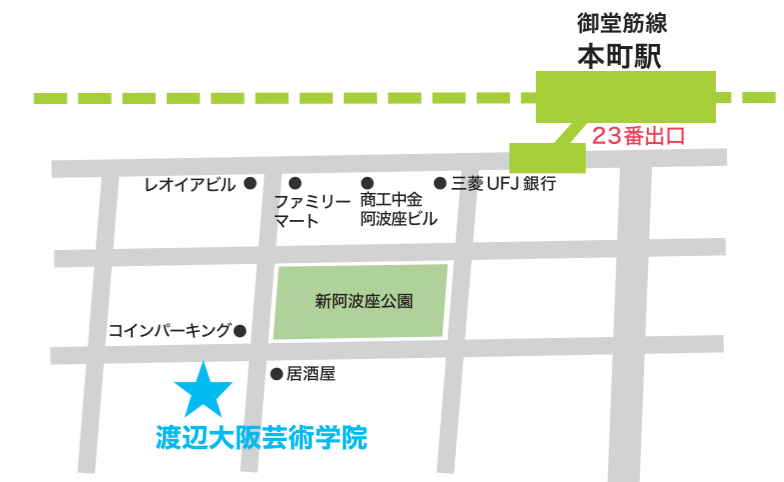 御堂筋線
本町駅
23番出口
レオイアビル
ファミリー
マート
商工中金
阿波座ビル
三菱UFJ銀行
新阿波座公園
コインパーキング
居酒屋
渡辺大阪芸術学院